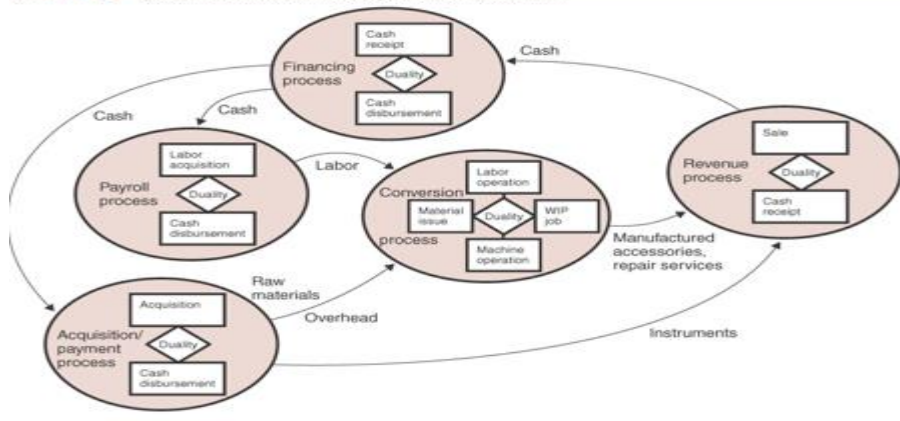 Cash
receipt
Financing
process
Duality
Cash
disbursement
Cash
Cash
Cash
Labor
acquisition
Payroll
process
Duality
Cash
disbursement
Labor
Labor
operation
Conversion
Material
issue
Duality
WIP
job
process
Machine
operation
Sale
Revenue
process
Duality
Cash
receipt
Manufactured
accessories,
repair services
Raw
materials
Overhead
Acquisition
Acquisition/
payment
process
Duality
Cash
disbursement
Instruments